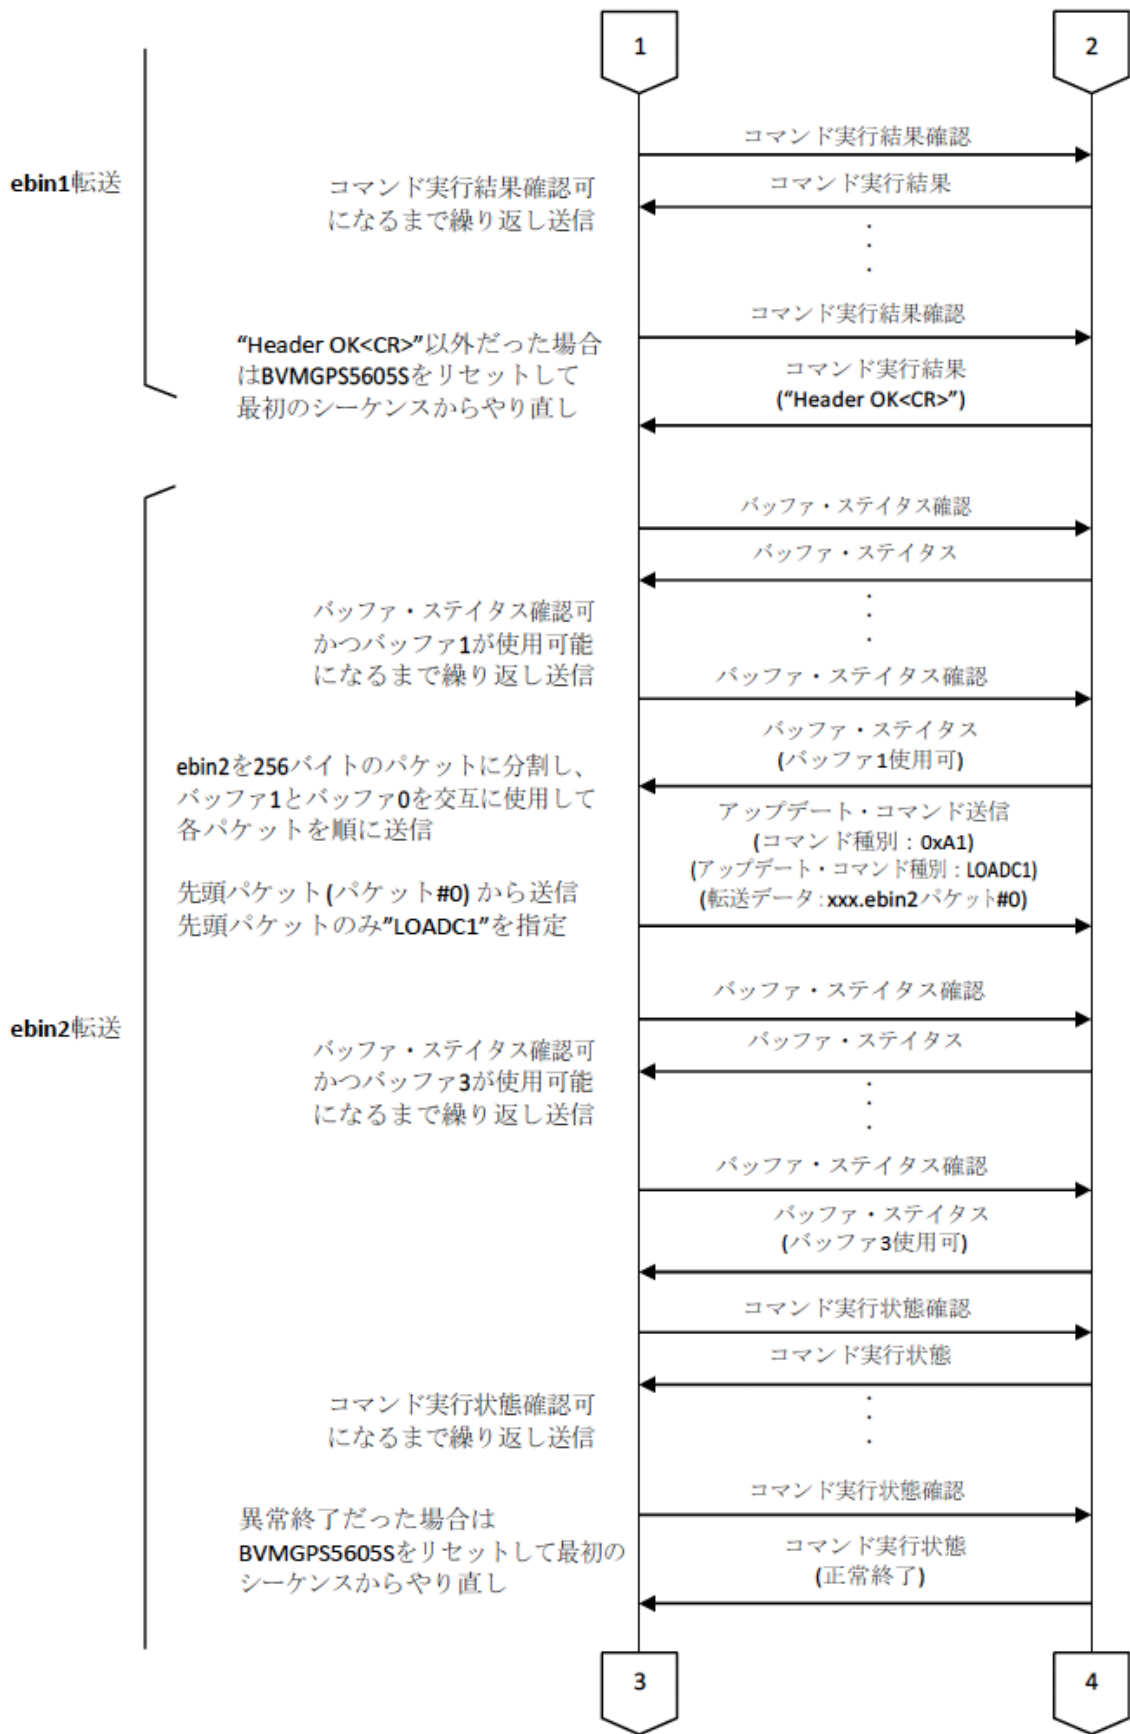 1
2
コマンド実行結果確認
ebin1転送
コマンド実行結果確認可
になるまで繰り返し送信
コマンド実行結果
・
・
・
コマンド実行結果確認
“Header OK<CR>”以外だった場合
はBVMGPS5605Sをリセットして
最初のシーケンスからやり直し
コマンド実行結果
(“Header OK<CR>”)
バッファ・ステイタス確認
バッファ・ステイタス
・
・
・
バッファ・ステイタス確認可
かつバッファ1が使用可能
になるまで繰り返し送信
バッファ・ステイタス確認
バッファ・ステイタス
(バッファ1使用可)
ebin2を256バイトのパケットに分割し、
バッファ1とバッファ0を交互に使用して
各パケットを順に送信
先頭パケット(パケット#0) から送信
先頭パケットのみ”LOADC1”を指定
アップデート・コマンド送信
(コマンド種別：0xA1)
(アップデート・コマンド種別：LOADC1)
(転送データ：xxx.ebin2パケット#0)
ebin2転送
バッファ・ステイタス確認
バッファ・ステイタス
バッファ・ステイタス確認可
かつバッファ3が使用可能
になるまで繰り返し送信
・
・
・
バッファ・ステイタス確認
バッファ・ステイタス
(バッファ3使用可)
コマンド実行状態確認
コマンド実行状態
コマンド実行状態確認可
になるまで繰り返し送信
・
・
・
コマンド実行状態確認
異常終了だった場合は
BVMGPS5605Sをリセットして最初の
シーケンスからやり直し
コマンド実行状態
(正常終了)
3
4